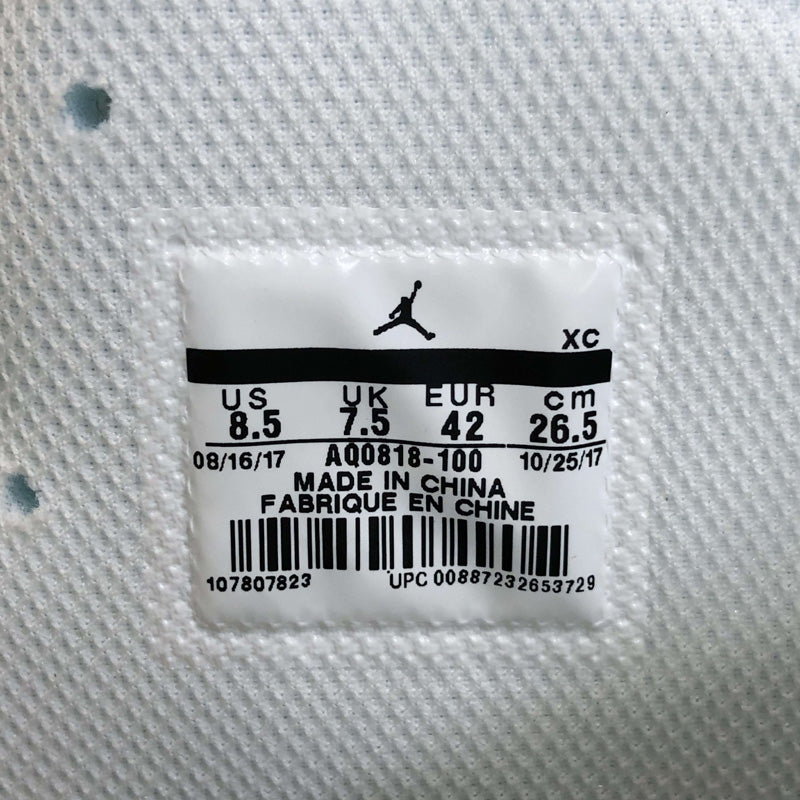 XC
US UK EUR cm
8.5 7.5 42 26.5
08/16/17 AQ0818-100 10/25/17
MADE IN CHINA
FABRIQUE EN CHINE
107807823 UPC 00887232653729